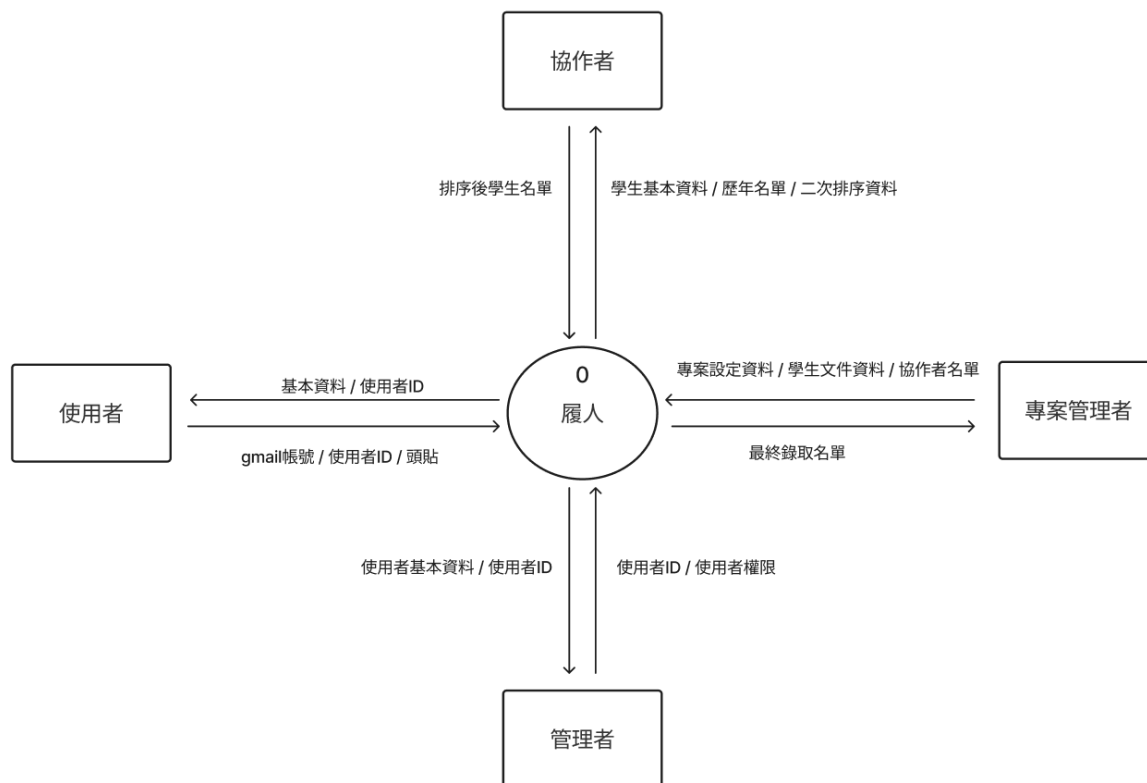 協作者
排序後學生名單
學生基本資料 / 歷年名單 / 二次排序資料
使用者
基本資料 / 使用者ID
gmail帳號 / 使用者ID / 頭貼
0
履人
專案設定資料 / 學生文件資料 / 協作者名單
最終錄取名單
專案管理者
使用者基本資料 / 使用者ID
使用者ID / 使用者權限
管理者